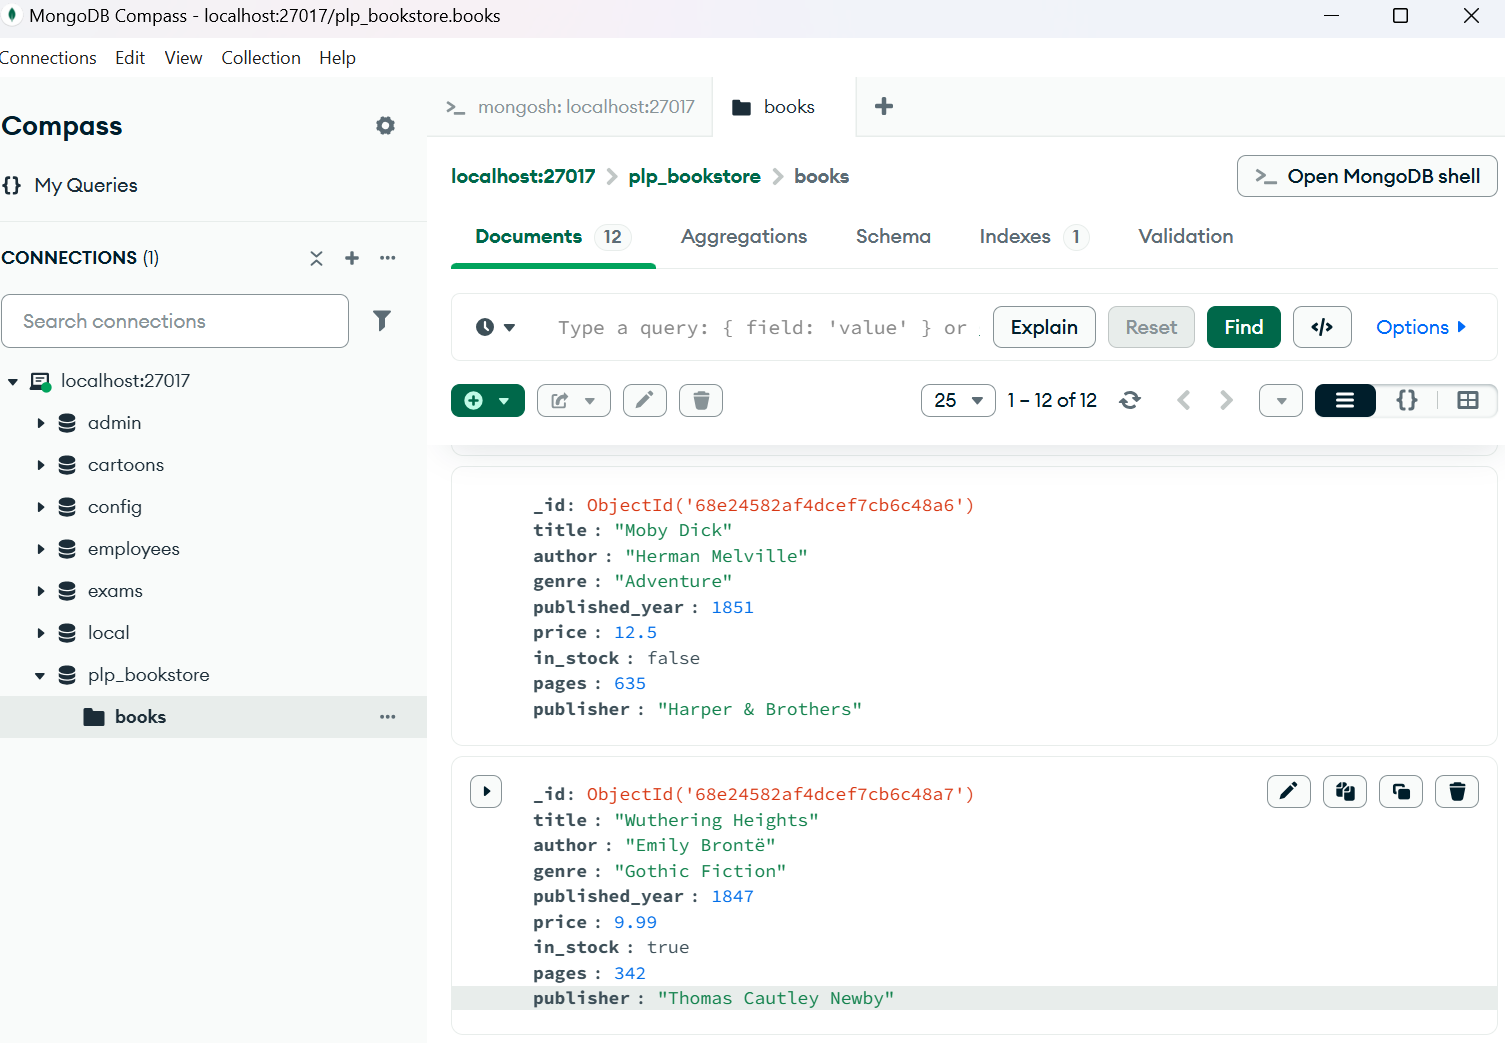 MongoDB Compass - localhost:27017/plp_bookstore.books
Connections Edit View Collection Help
Compass
{} My Queries
CONNECTIONS (1)
Search connections
localhost:27017
admin
cartoons
config
employees
exams
local
plp_bookstore
books
>_ mongosh: localhost:27017
books
localhost:27017 > plp_bookstore > books
>_ Open MongoDB shell
Documents 12 Aggregations Schema Indexes 1 Validation
Type a query: { field: 'value' } or
Explain Reset Find </> Options
25 1 – 12 of 12 {}
_id: ObjectId('68e24582af4dcef7cb6c48a6')
title : "Moby Dick"
author : "Herman Melville"
genre : "Adventure"
published_year : 1851
price : 12.5
in_stock : false
pages : 635
publisher : "Harper & Brothers"
_id: ObjectId('68e24582af4dcef7cb6c48a7')
title : "Wuthering Heights"
author : "Emily Brontë"
genre : "Gothic Fiction"
published_year : 1847
price : 9.99
in_stock : true
pages : 342
publisher : "Thomas Cautley Newby"